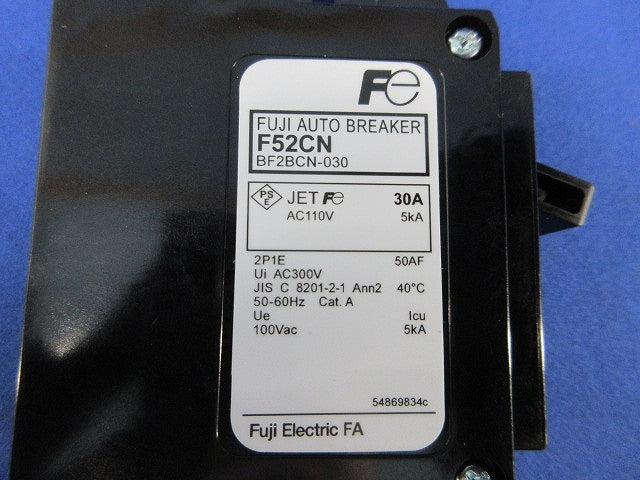 Fe
FUJI AUTO BREAKER
F52CN
BF2BCN-030
PS E JET Fe 30A
AC110V 5kA
2P1E 50AF
Ui AC300V
JIS C 8201-2-1 Ann2 40°C
50-60Hz Cat. A
Ue Icu
100Vac 5kA
54869834c
Fuji Electric FA